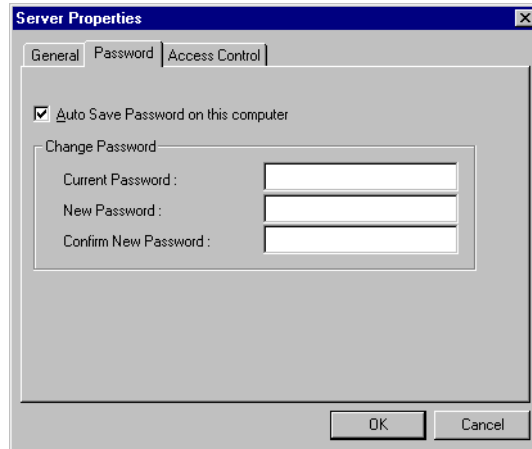 Server Properties
General Password Access Control
Auto Save Password on this computer
Change Password
Current Password :
New Password :
Confirm New Password :
OK Cancel